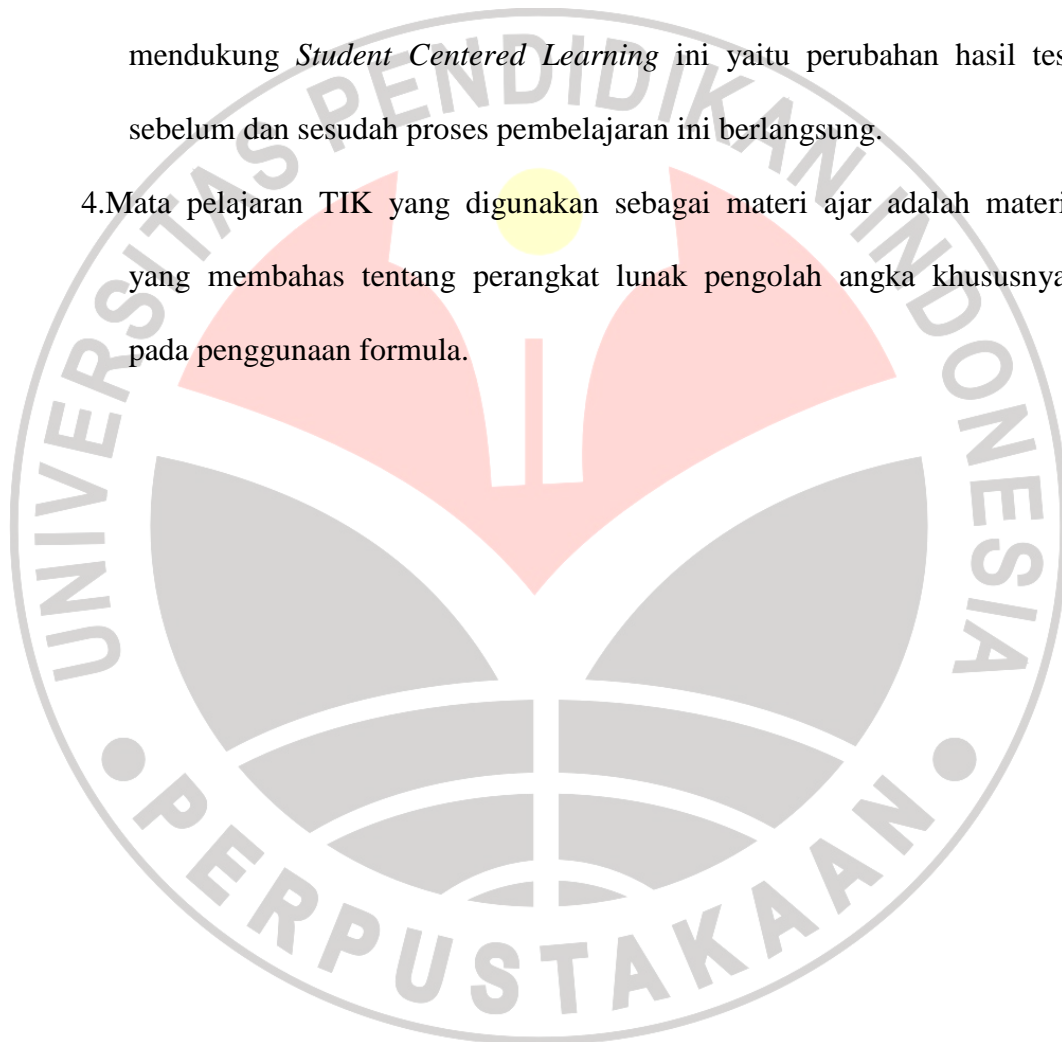 mendukung Student Centered Learning ini yaitu perubahan hasil tes
sebelum dan sesudah proses pembelajaran ini berlangsung.
4.Mata pelajaran TIK yang digunakan sebagai materi ajar adalah materi
yang membahas tentang perangkat lunak pengolah angka khususnya
pada penggunaan formula.
UNIVERSITAS PENDIDIKAN INDONESIA
PERPUSTAKAAN